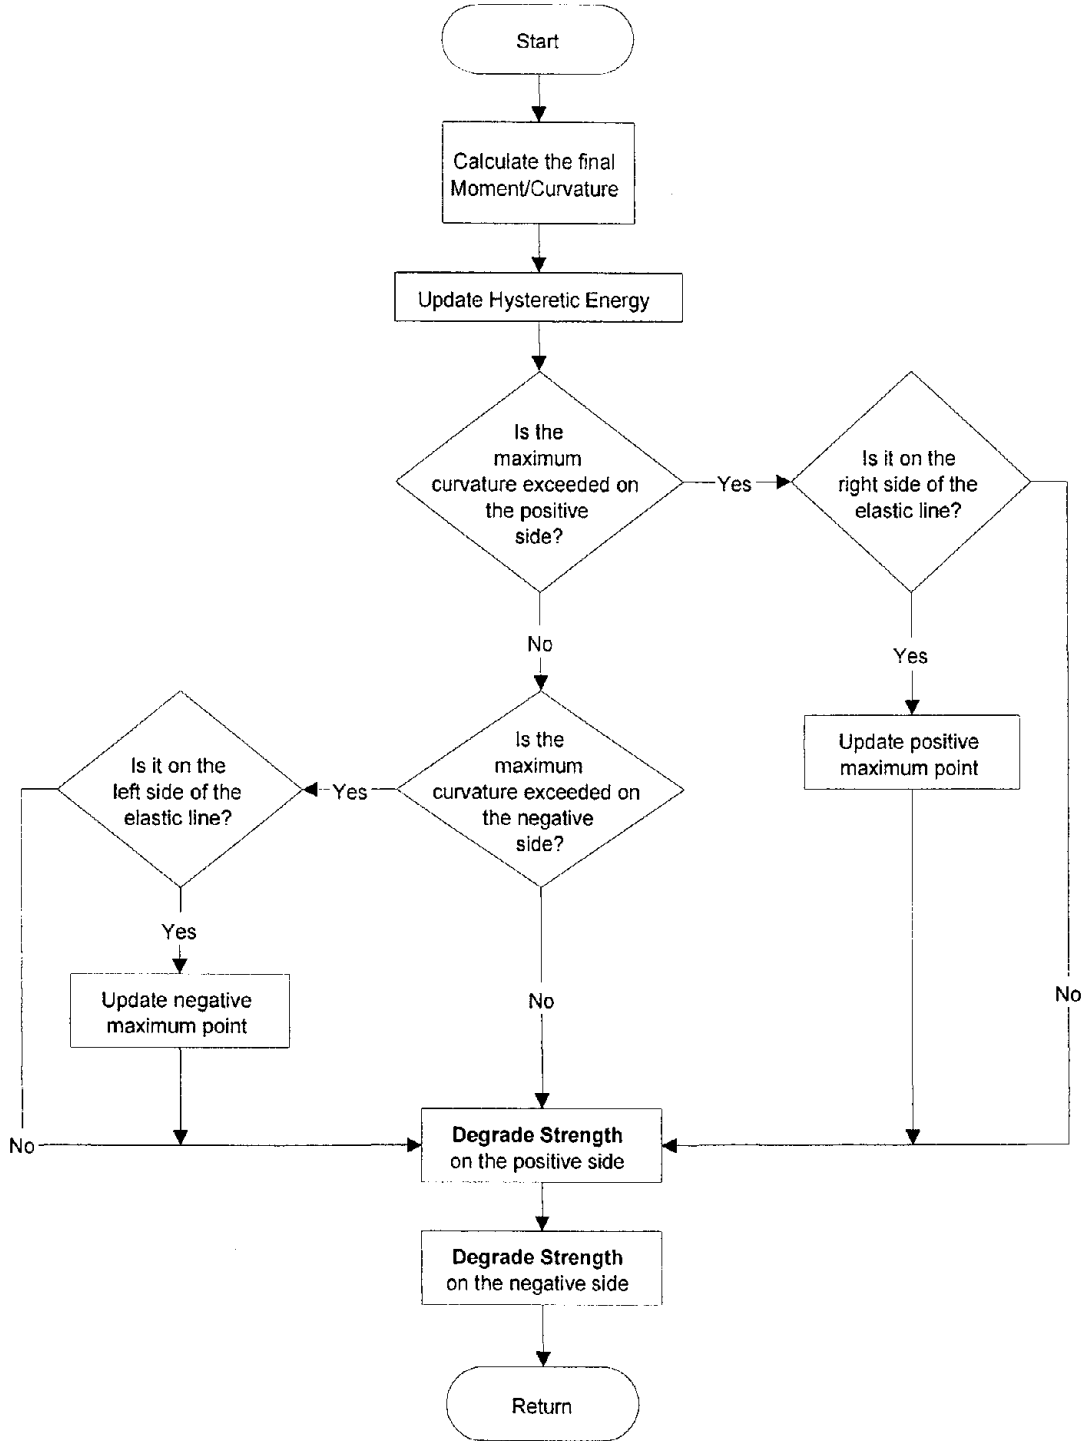 Start
Calculate the final
Moment/Curvature
Update Hysteretic Energy
Is the
maximum
curvature exceeded on
the positive
side?
Yes
Is it on the
right side of the
elastic line?
No
Yes
Update positive
maximum point
Is the
maximum
curvature exceeded on
the negative
side?
Yes
Is it on the
left side of the
elastic line?
Yes
Update negative
maximum point
No
No
No
Degrade Strength
on the positive side
Degrade Strength
on the negative side
Return